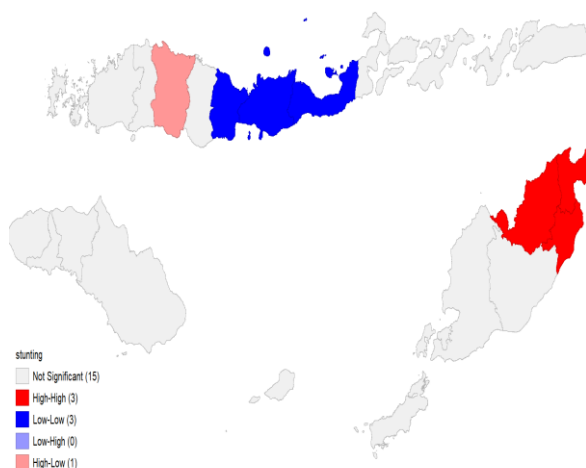 stunting
Not Significant (15)
High-High (3)
Low-Low (3)
Low-High (0)
High-Low (1)